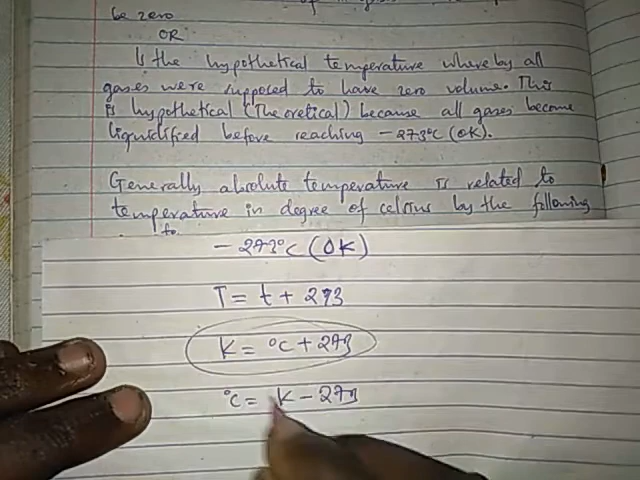 be zero
OR
Is the hypothetical temperature whereby all
gases were supposed to have zero volume. This
is hypothetical (Theoretical) because all gases become
liquidified before reaching -273°C (0K).
Generally absolute temperature is related to
temperature in degree of celsius by the following
-273°C (0K)
T = t + 273
K = °C + 273
°C = K - 273